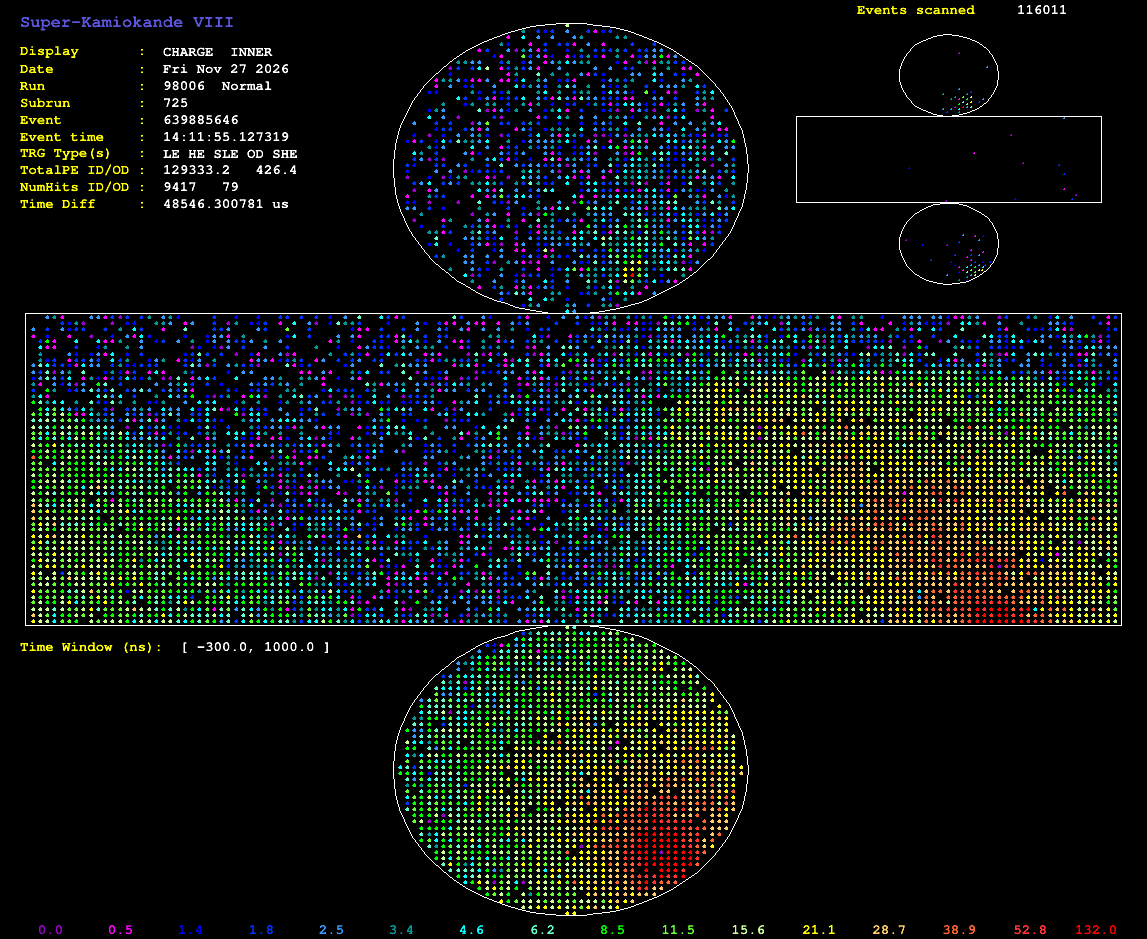 Super-Kamiokande VIII
Events scanned 116011
Display : CHARGE INNER
Date : Fri Nov 27 2026
Run : 98006 Normal
Subrun : 725
Event : 639885646
Event time : 14:11:55.127319
TRG Type(s) : LE HE SLE OD SHE
TotalPE ID/OD : 129333.2 426.4
NumHits ID/OD : 9417 79
Time Diff : 48546.300781 us
Time Window (ns): [ -300.0, 1000.0 ]
0.0 0.5 1.4 1.8 2.5 3.4 4.6 6.2 8.5 11.5 15.6 21.1 28.7 38.9 52.8 132.0